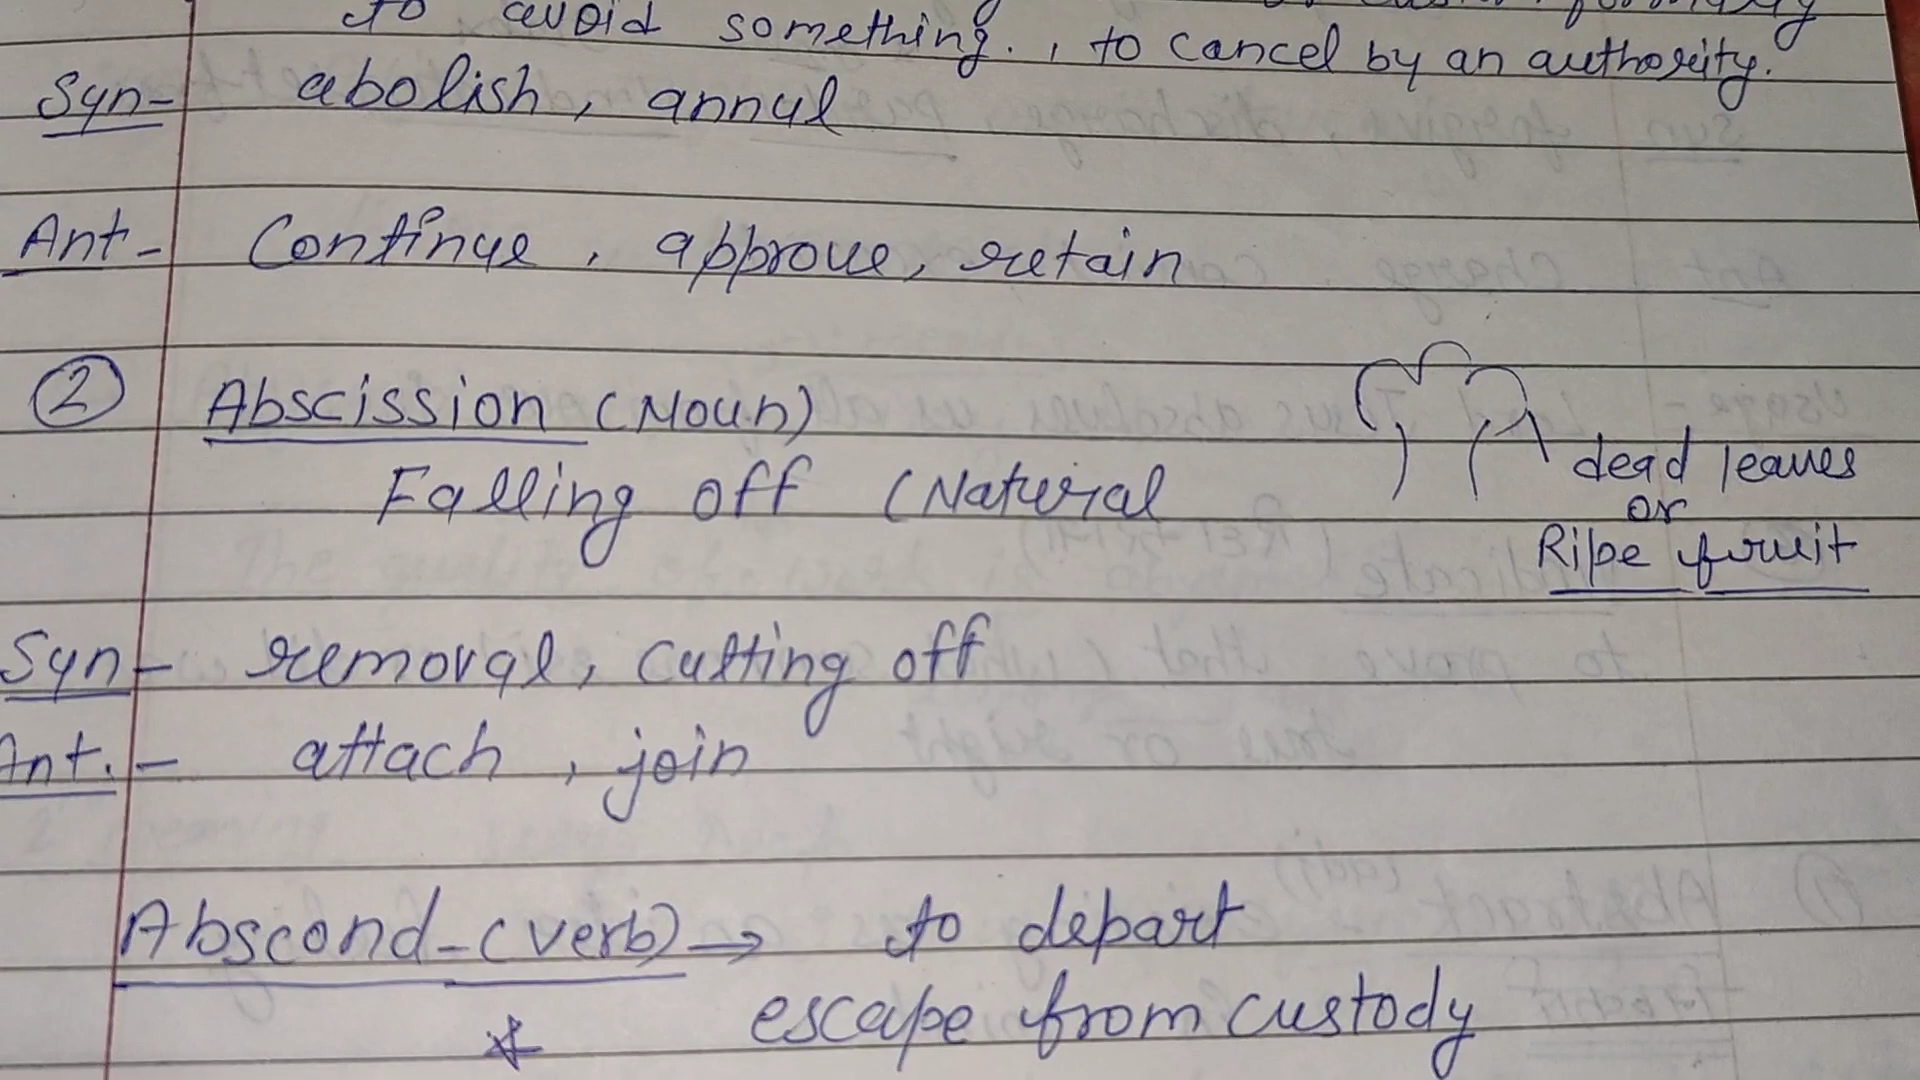 to avoid something. , to cancel by an authority.
Syn- abolish, annul
Ant- Continue, approve, retain
② Abscission (Noun)
Falling off (Natural
dead leaves
or
Ripe fruit
Syn- removal, Cutting off
Ant.- attach, join
Abscond-(verb)→ to depart
escape from custody